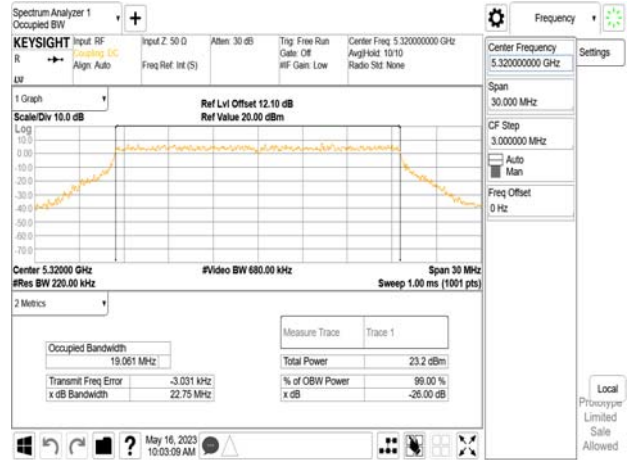 Spectrum Analyzer 1
Occupied BW
Frequency
KEYSIGHT
R
Input: RF
Coupling: DC
Align: Auto
Input Z: 50 Ω
Freq Ref: Int (S)
Atten: 30 dB
Trig: Free Run
Gate: Off
#IF Gain: Low
Center Freq: 5.320000000 GHz
Avg|Hold: 10/10
Radio Std: None
Center Frequency
5.320000000 GHz
Settings
Span
30.000 MHz
CF Step
3.000000 MHz
Auto
Man
Freq Offset
0 Hz
1 Graph
Scale/Div 10.0 dB
Ref Lvl Offset 12.10 dB
Ref Value 20.00 dBm
Log
10.0
0.00
-10.0
-20.0
-30.0
-40.0
-50.0
-60.0
-70.0
Center 5.32000 GHz
#Res BW 220.00 kHz
#Video BW 680.00 kHz
Span 30 MHz
Sweep 1.00 ms (1001 pts)
2 Metrics
Measure Trace Trace 1
Occupied Bandwidth
19.061 MHz
Total Power 23.2 dBm
Transmit Freq Error -3.031 kHz
% of OBW Power 99.00 %
x dB Bandwidth 22.75 MHz
x dB -26.00 dB
Local
Prototype
Limited
Sale
Allowed
May 16, 2023
10:03:09 AM